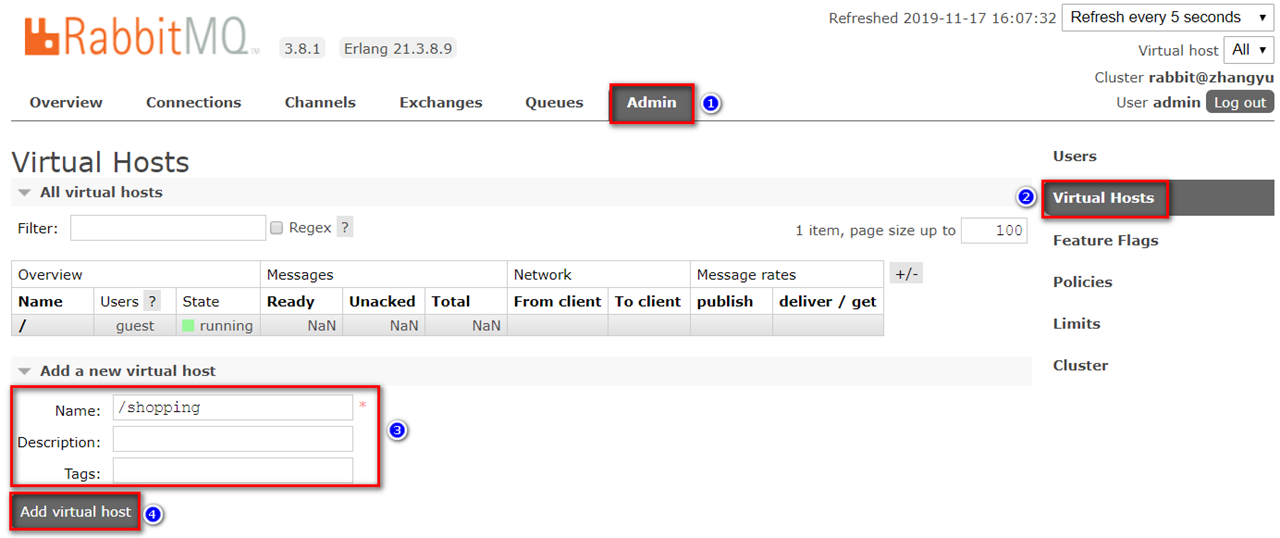 Refreshed 2019-11-17 16:07:32 Refresh every 5 seconds
RabbitMQ TM 3.8.1 Erlang 21.3.8.9
Virtual host All
Cluster rabbit@zhangyu
User admin Log out
Overview Connections Channels Exchanges Queues Admin 1
Virtual Hosts
Users
All virtual hosts
2 Virtual Hosts
Filter: Regex ? 1 item, page size up to 100
Feature Flags
Overview Messages Network Message rates +/-
Policies
Name Users ? State Ready Unacked Total From client To client publish deliver / get
/ guest running NaN NaN NaN
Limits
Cluster
Add a new virtual host
Name: /shopping *
Description: 3
Tags:
Add virtual host 4